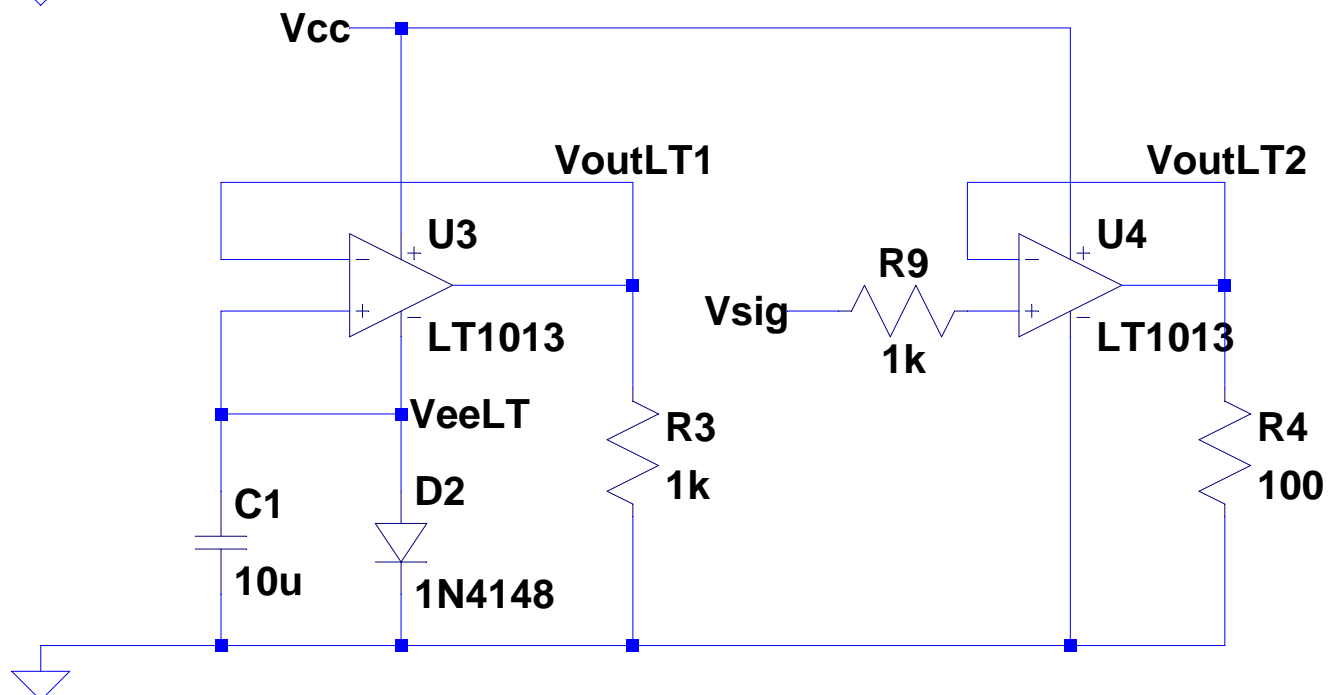 Vcc
VoutLT1
VoutLT2
U3
U4
R9
Vsig
LT1013
1k
LT1013
VeeLT
R3
1k
R4
100
C1
10u
D2
1N4148